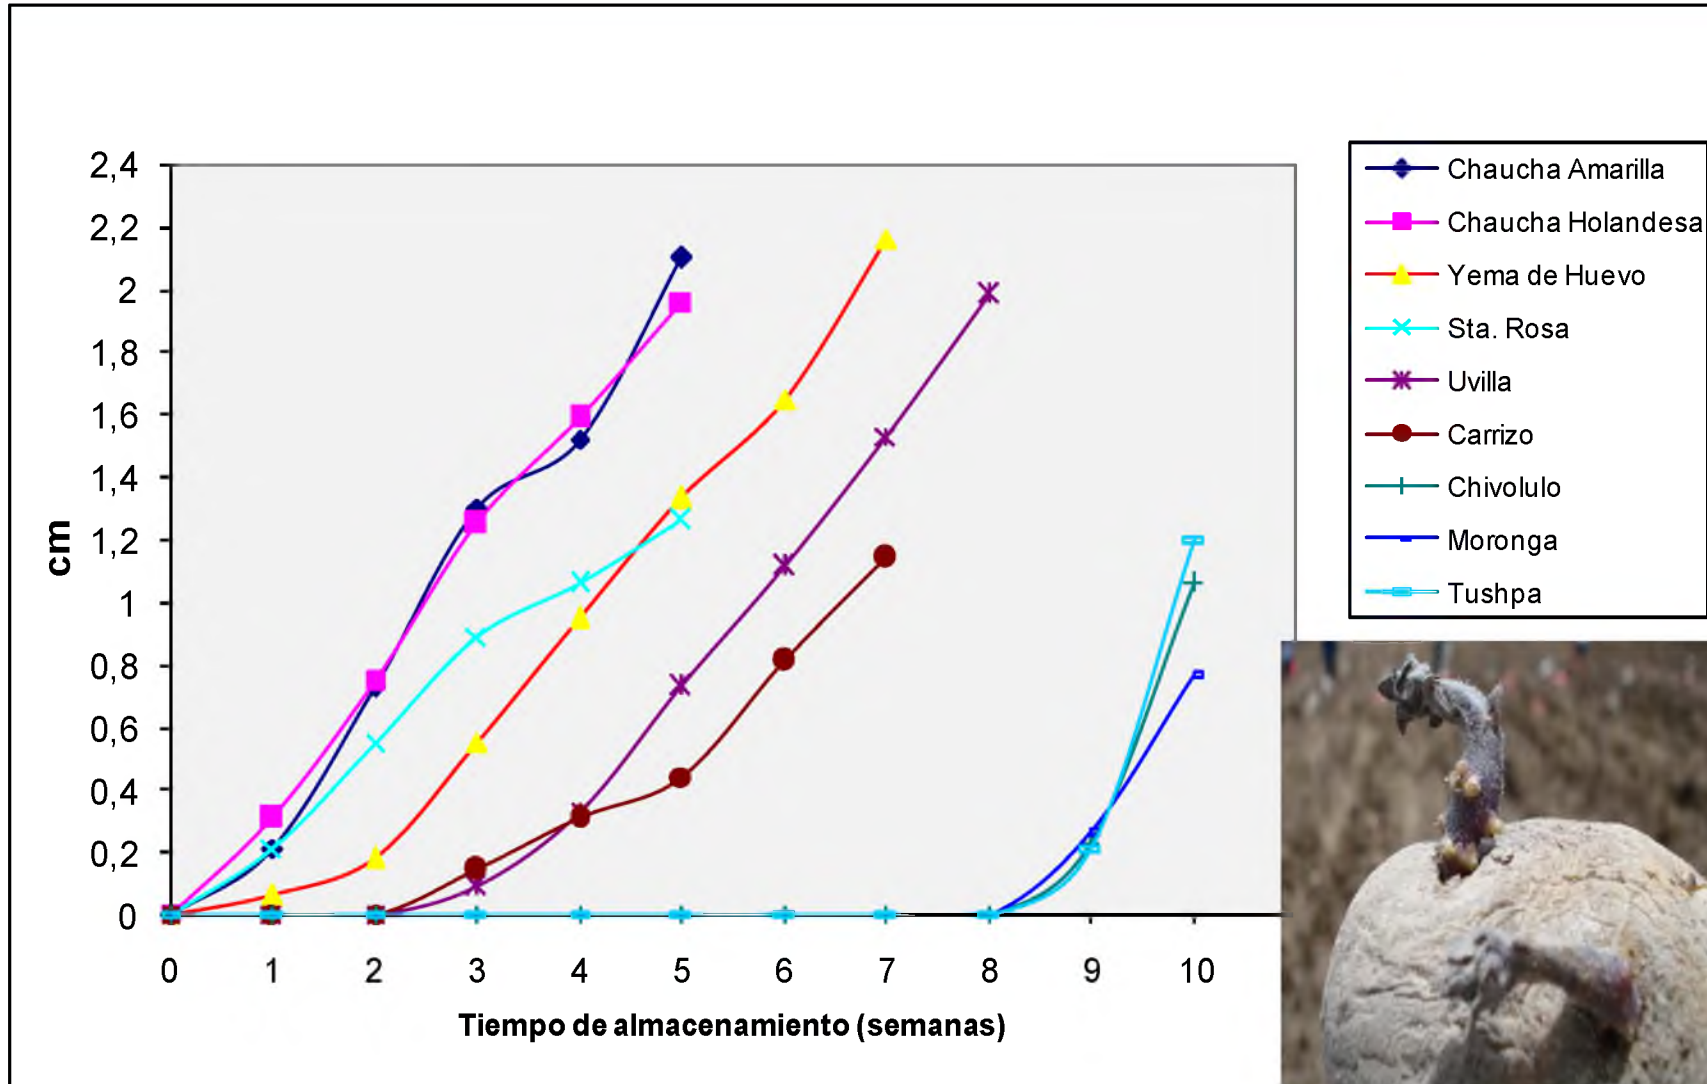 2,4
2,2
2
1,8
1,6
1,4
1,2
1
0,8
0,6
0,4
0,2
0
cm
0 1 2 3 4 5 6 7 8 9 10
Tiempo de almacenamiento (semanas)
Chaucha Amarilla
Chaucha Holandesa
Yema de Huevo
Sta. Rosa
Uvilla
Carrizo
Chivolulo
Moronga
Tushpa